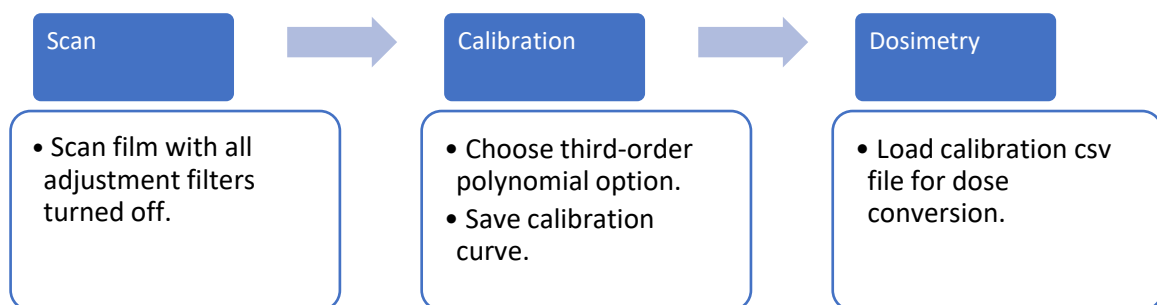 Scan
Calibration
Dosimetry
• Scan film with all
adjustment filters
turned off.
• Choose third-order
polynomial option.
• Save calibration
curve.
• Load calibration csv
file for dose
conversion.